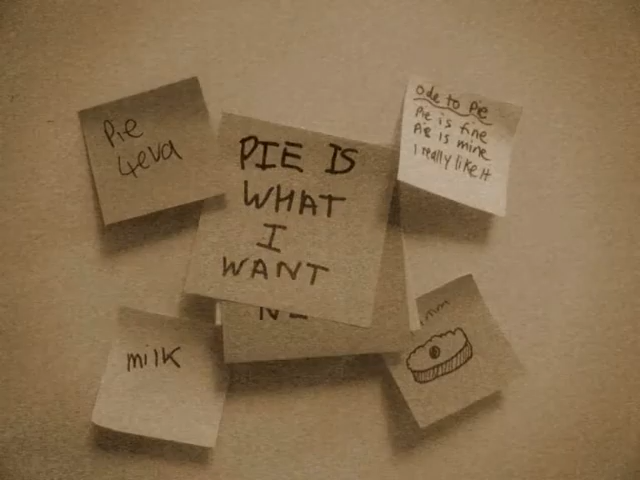 Pie
4eva
PIE IS
WHAT
I
WANT
Ode to Pie
Pie is fine
Pie is mine
I really like it
milk